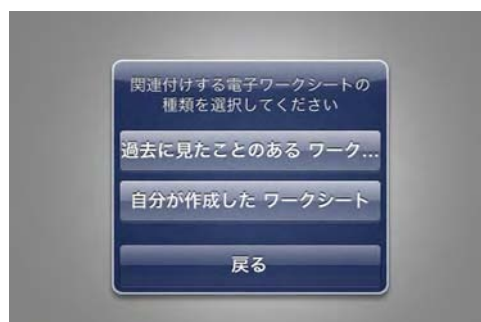 関連付けする電子ワークシートの
種類を選択してください
過去に見たことのある ワーク...
自分が作成した ワークシート
戻る